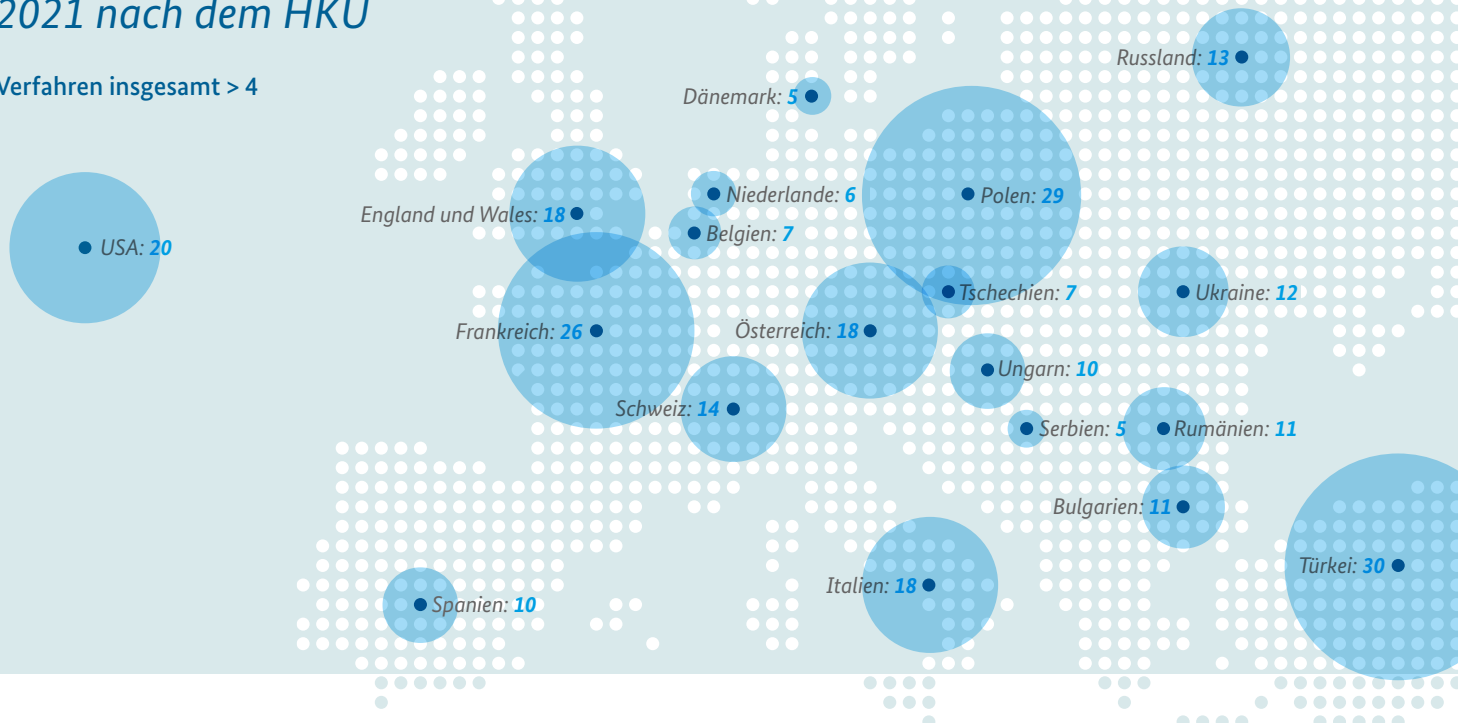 2021 nach dem HKÜ
Verfahren insgesamt > 4
Russland: 13
Dänemark: 5
Niederlande: 6
Polen: 29
England und Wales: 18
Belgien: 7
USA: 20
Tschechien: 7
Ukraine: 12
Frankreich: 26
Österreich: 18
Ungarn: 10
Schweiz: 14
Serbien: 5
Rumänien: 11
Bulgarien: 11
Türkei: 30
Italien: 18
Spanien: 10